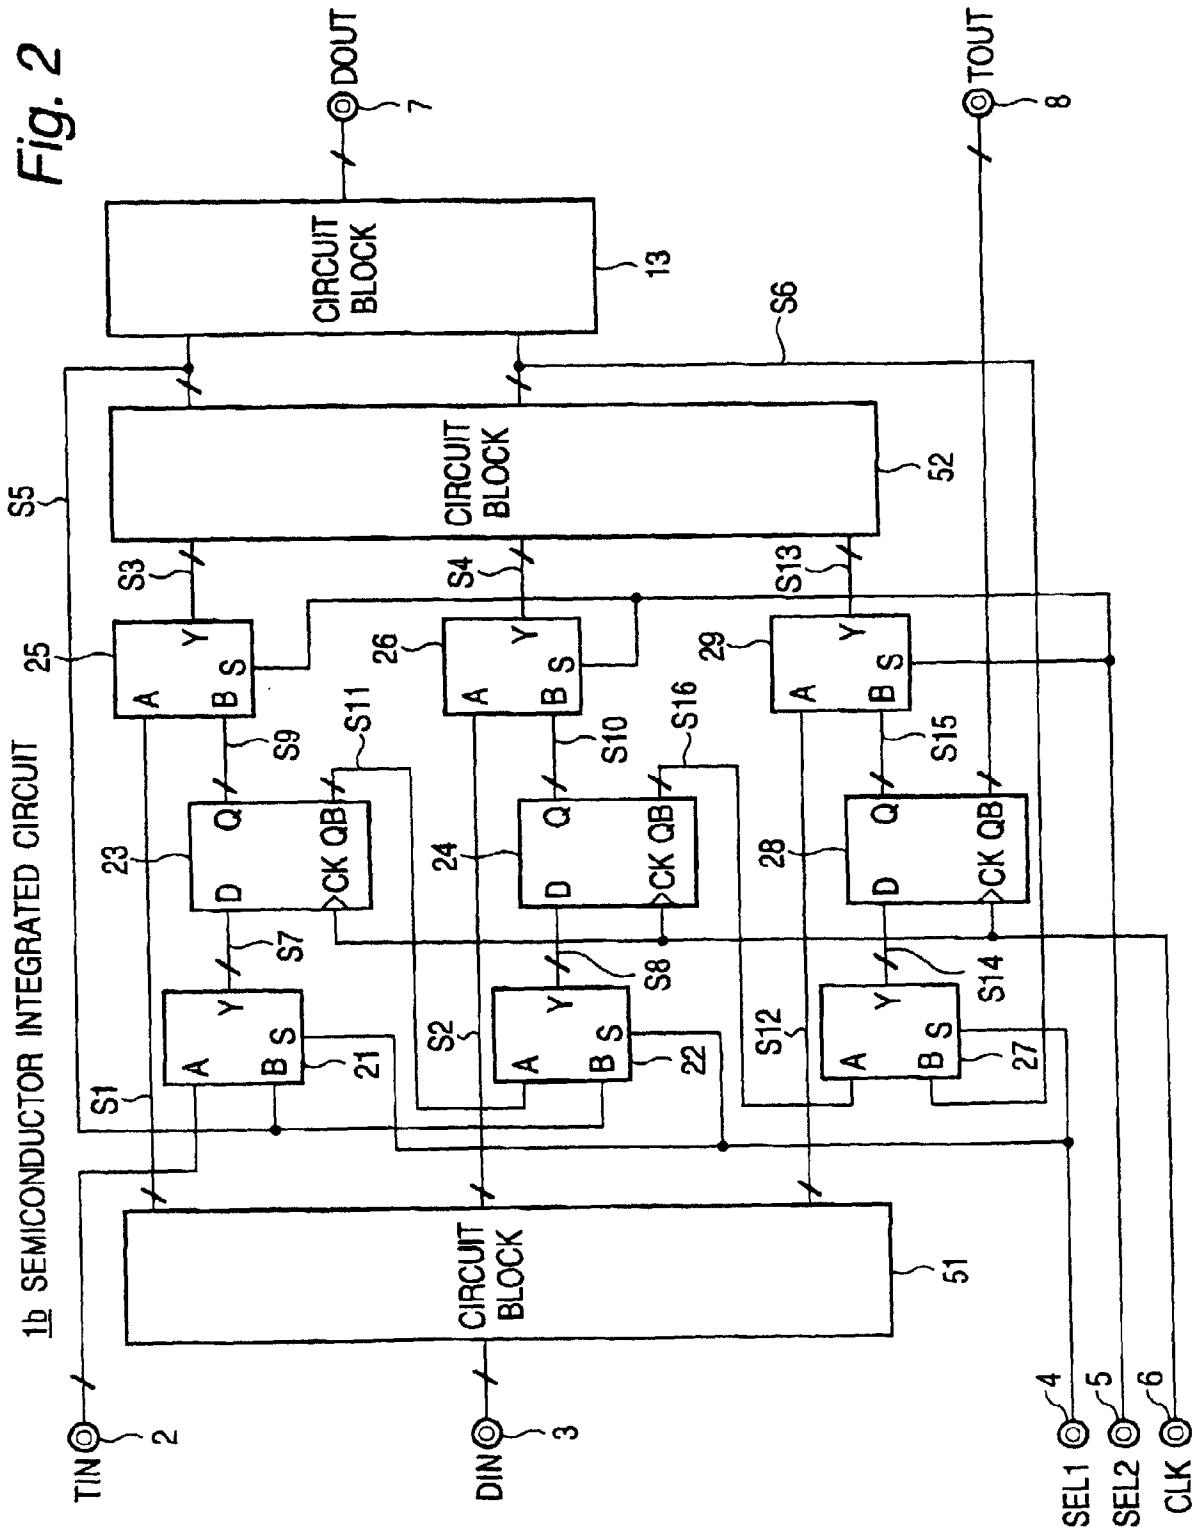 Fig. 2
1b SEMICONDUCTOR INTEGRATED CIRCUIT
TIN
2
DIN
3
SEL1
4
SEL2
5
CLK
6
CIRCUIT
BLOCK
51
S1
S2
S12
A
B
S
Y
21
A
B
S
Y
22
A
B
S
Y
27
S7
S8
S14
D
Q
CK
QB
23
D
Q
CK
QB
24
D
Q
CK
QB
28
S9
S11
S10
S16
S15
A
B
S
Y
25
A
B
S
Y
26
A
B
S
Y
29
S3
S4
S13
S5
CIRCUIT
BLOCK
52
S6
CIRCUIT
BLOCK
13
DOUT
7
TOUT
8